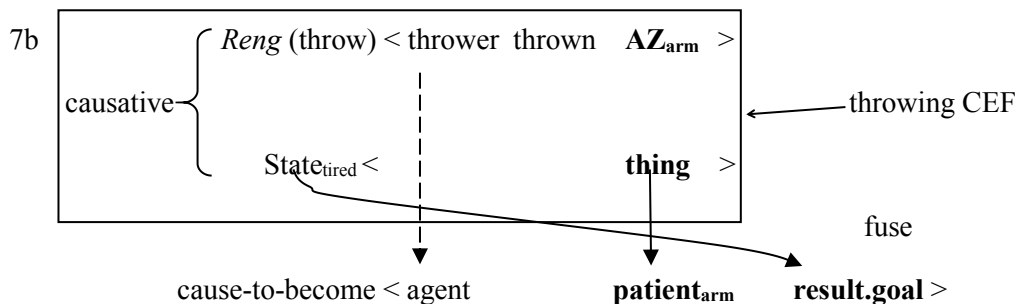 7b Reng (throw) < thrower thrown AZarm >
causative throwing CEF
Statetired < thing >
fuse
cause-to-become < agent patientarm result.goal >